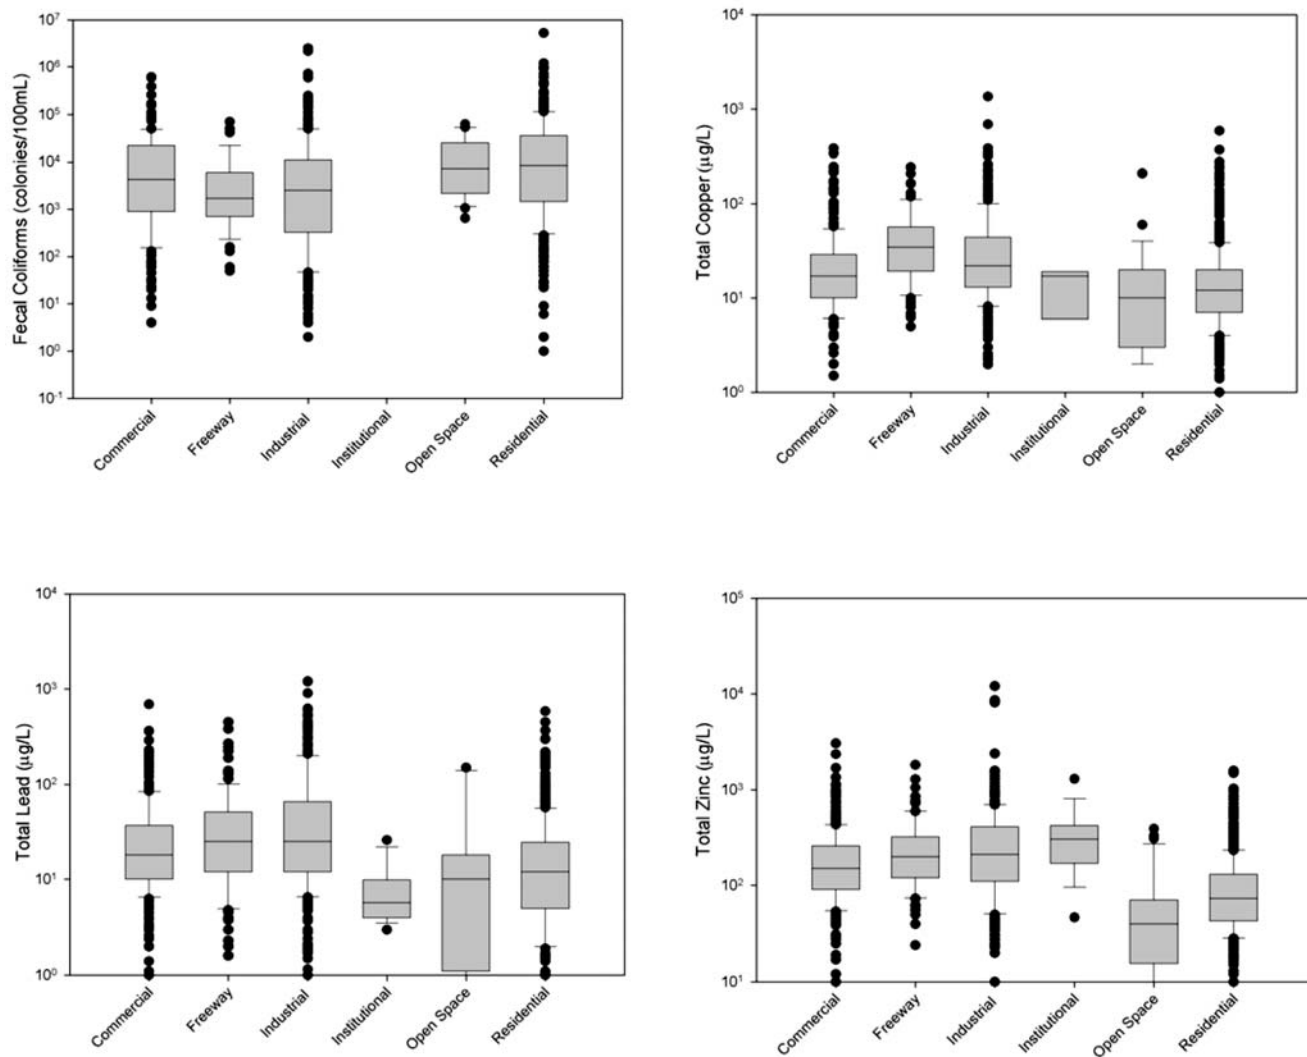 Fecal Coliforms (colonies/100mL)
10⁷
10⁶
10⁵
10⁴
10³
10²
10¹
10⁰
10⁻¹
Commercial
Freeway
Industrial
Institutional
Open Space
Residential
Total Copper (µg/L)
10⁴
10³
10²
10¹
10⁰
Commercial
Freeway
Industrial
Institutional
Open Space
Residential
Total Lead (µg/L)
10⁴
10³
10²
10¹
10⁰
Commercial
Freeway
Industrial
Institutional
Open Space
Residential
Total Zinc (µg/L)
10⁵
10⁴
10³
10²
10¹
Commercial
Freeway
Industrial
Institutional
Open Space
Residential